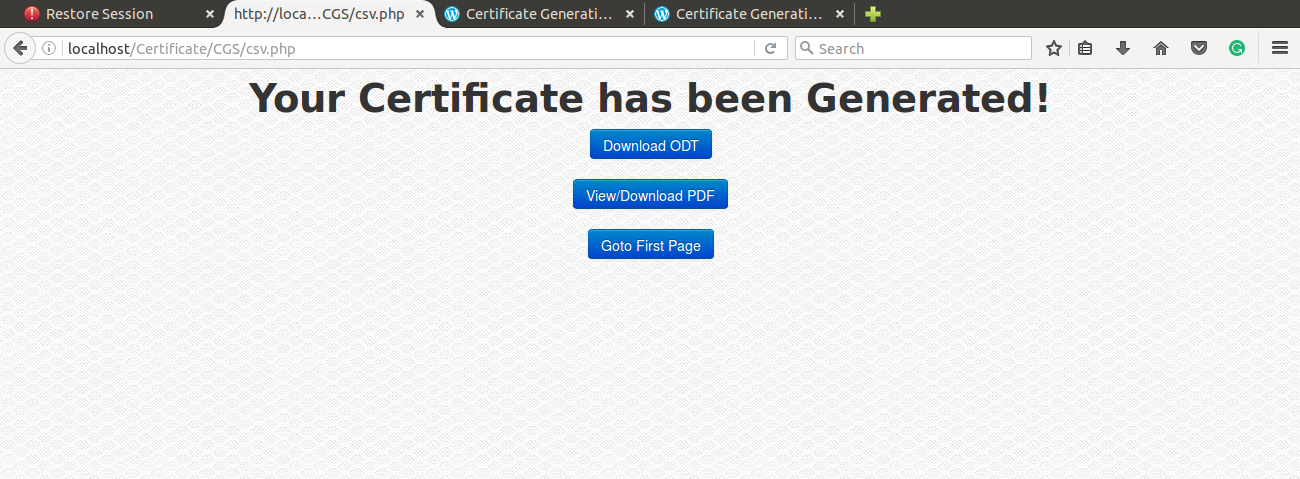 Restore Session
http://loca...CGS/csv.php
Certificate Generati...
Certificate Generati...
localhost/Certificate/CGS/csv.php
Search
Your Certificate has been Generated!
Download ODT
View/Download PDF
Goto First Page